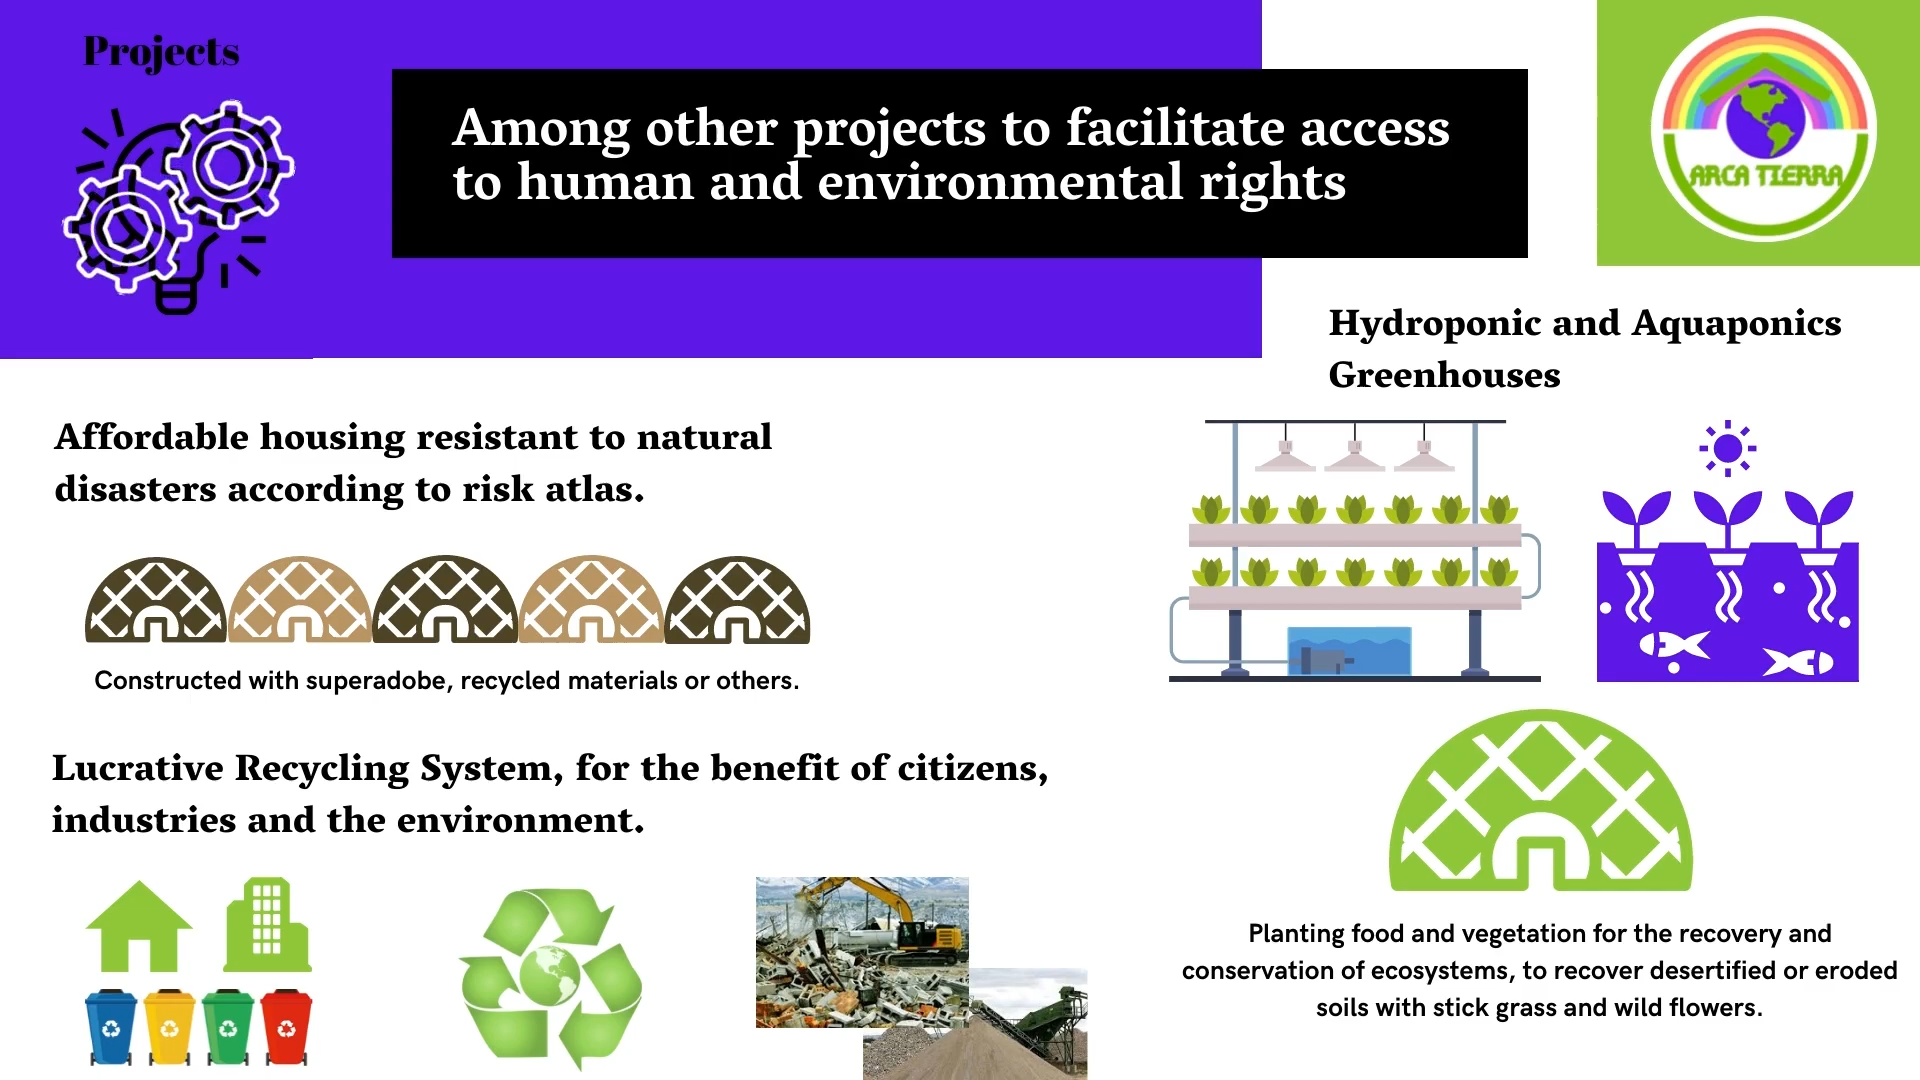 Projects
Among other projects to facilitate access
to human and environmental rights
ARCA TIERRA
Hydroponic and Aquaponics
Greenhouses
Affordable housing resistant to natural
disasters according to risk atlas.
Constructed with superadobe, recycled materials or others.
Lucrative Recycling System, for the benefit of citizens,
industries and the environment.
Planting food and vegetation for the recovery and
conservation of ecosystems, to recover desertified or eroded
soils with stick grass and wild flowers.